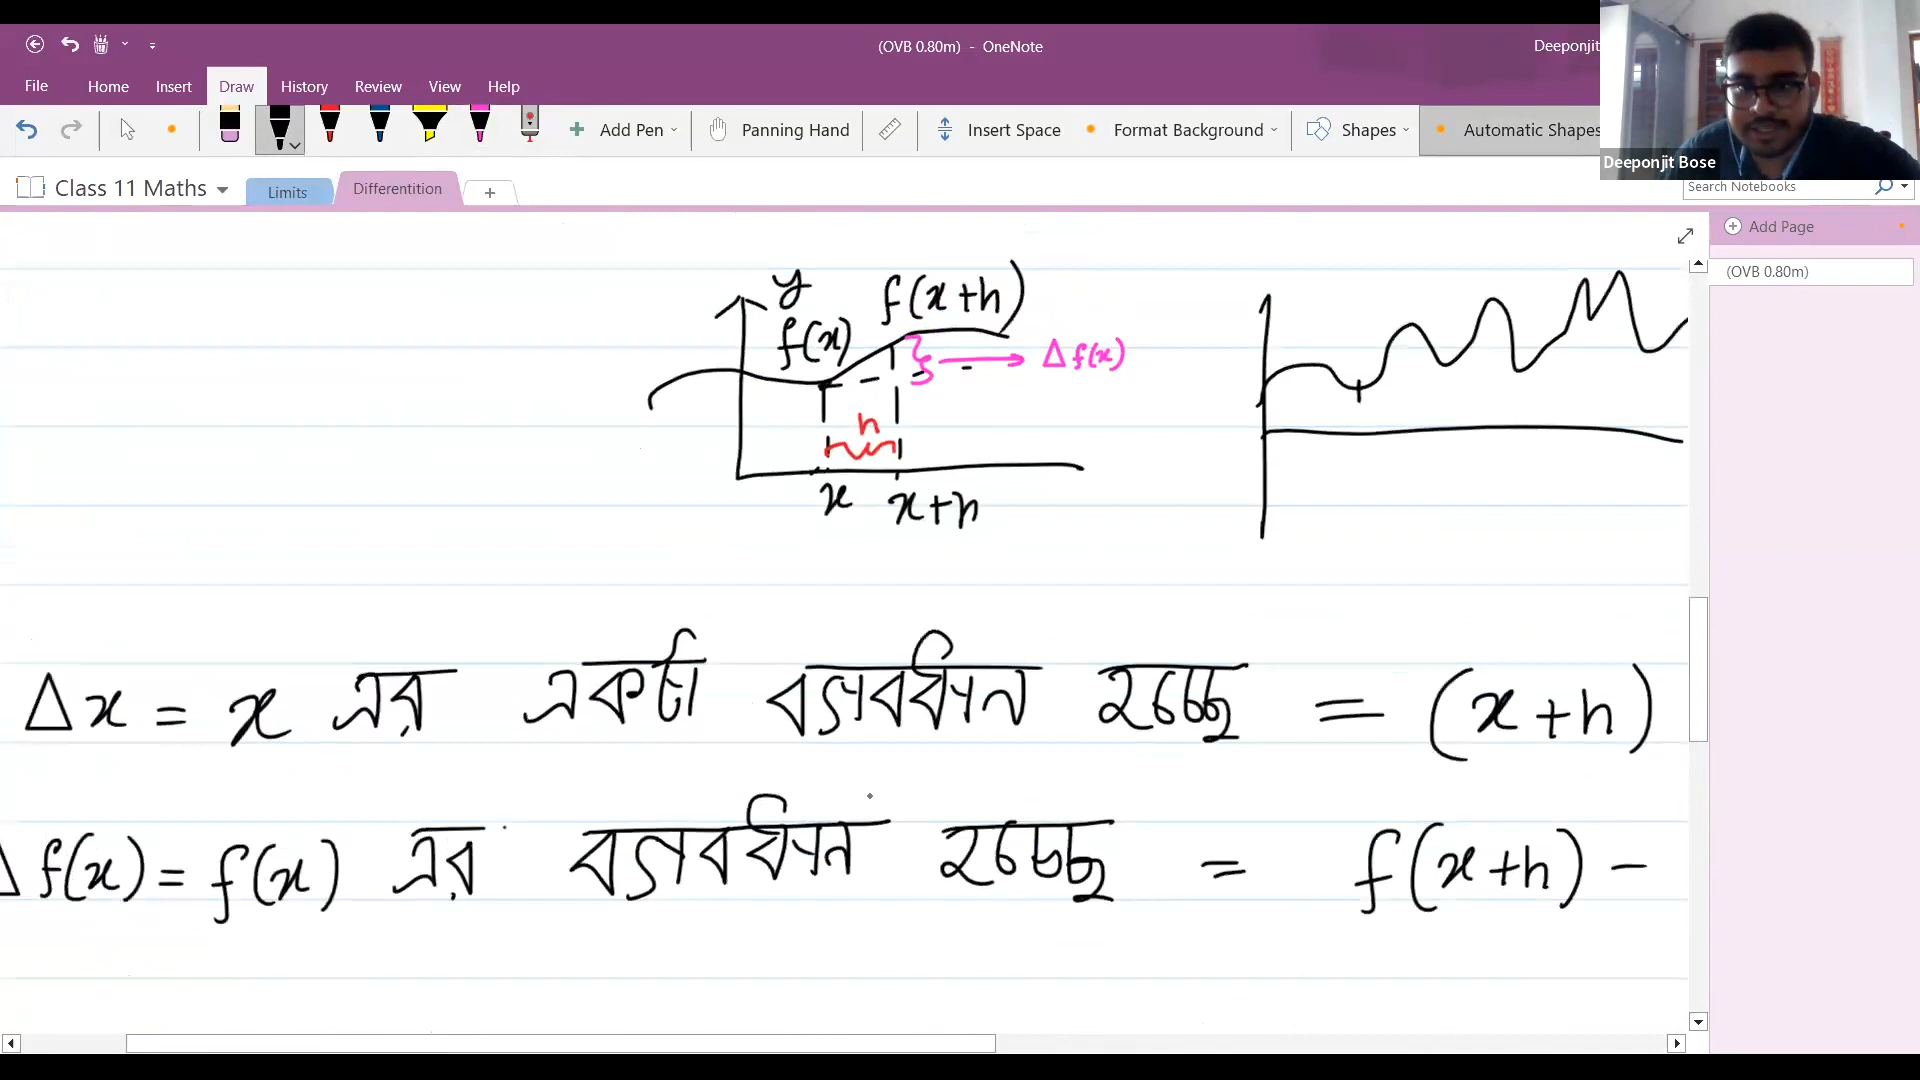 (OVB 0.80m) - OneNote
Deeponjit
File Home Insert Draw History Review View Help
Add Pen Panning Hand Insert Space Format Background Shapes Automatic Shapes
Deeponjit Bose
Class 11 Maths Limits Differentition
Search Notebooks
Add Page
(OVB 0.80m)
y
f(x) f(x+h)
Δ f(x)
h
x x+h
Δx = x এর একটা ব্যবধান হচ্ছে = (x+h)
Δ f(x) = f(x) এর ব্যবধান হচ্ছে = f(x+h) –